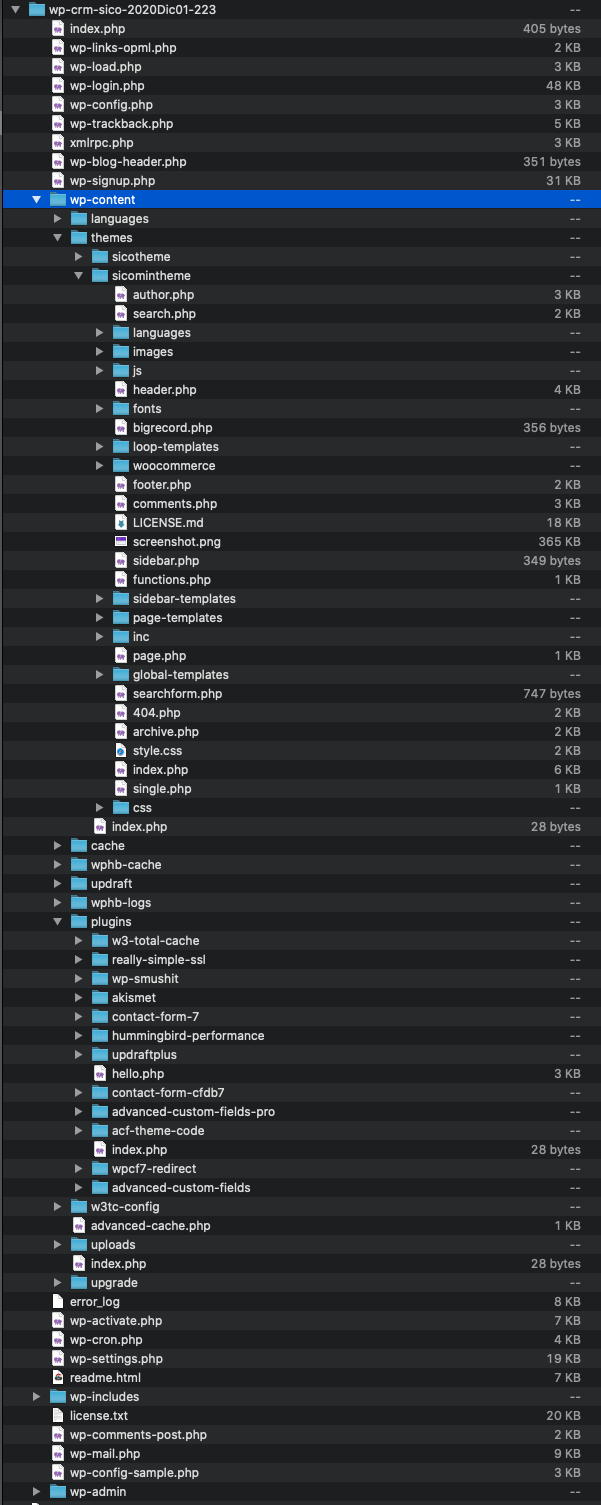 wp-crm-sico-2020Dic01-223 --
index.php 405 bytes
wp-links-opml.php 2 KB
wp-load.php 3 KB
wp-login.php 48 KB
wp-config.php 3 KB
wp-trackback.php 5 KB
xmlrpc.php 3 KB
wp-blog-header.php 351 bytes
wp-signup.php 31 KB
wp-content --
languages --
themes --
sicotheme --
sicomintheme --
author.php 3 KB
search.php 2 KB
languages --
images --
js --
header.php 4 KB
fonts --
bigrecord.php 356 bytes
loop-templates --
woocommerce --
footer.php 2 KB
comments.php 3 KB
LICENSE.md 18 KB
screenshot.png 365 KB
sidebar.php 349 bytes
functions.php 1 KB
sidebar-templates --
page-templates --
inc --
page.php 1 KB
global-templates --
searchform.php 747 bytes
404.php 2 KB
archive.php 2 KB
style.css 2 KB
index.php 6 KB
single.php 1 KB
css --
index.php 28 bytes
cache --
wphb-cache --
updraft --
wphb-logs --
plugins --
w3-total-cache --
really-simple-ssl --
wp-smushit --
akismet --
contact-form-7 --
hummingbird-performance --
updraftplus --
hello.php 3 KB
contact-form-cfdb7 --
advanced-custom-fields-pro --
acf-theme-code --
index.php 28 bytes
wpcf7-redirect --
advanced-custom-fields --
w3tc-config --
advanced-cache.php 1 KB
uploads --
index.php 28 bytes
upgrade --
error_log 8 KB
wp-activate.php 7 KB
wp-cron.php 4 KB
wp-settings.php 19 KB
readme.html 7 KB
wp-includes --
license.txt 20 KB
wp-comments-post.php 2 KB
wp-mail.php 9 KB
wp-config-sample.php 3 KB
wp-admin --